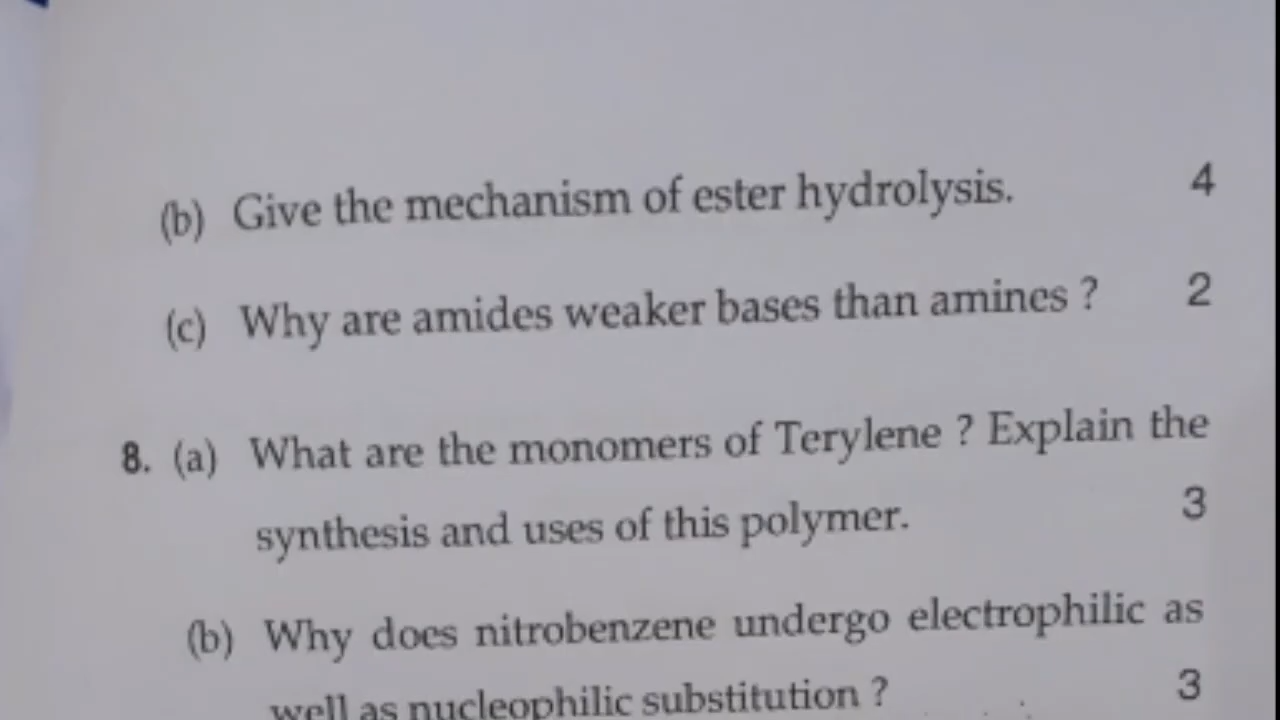 (b) Give the mechanism of ester hydrolysis. 4
(c) Why are amides weaker bases than amines ? 2
8. (a) What are the monomers of Terylene ? Explain the
synthesis and uses of this polymer. 3
(b) Why does nitrobenzene undergo electrophilic as
well as nucleophilic substitution ? 3